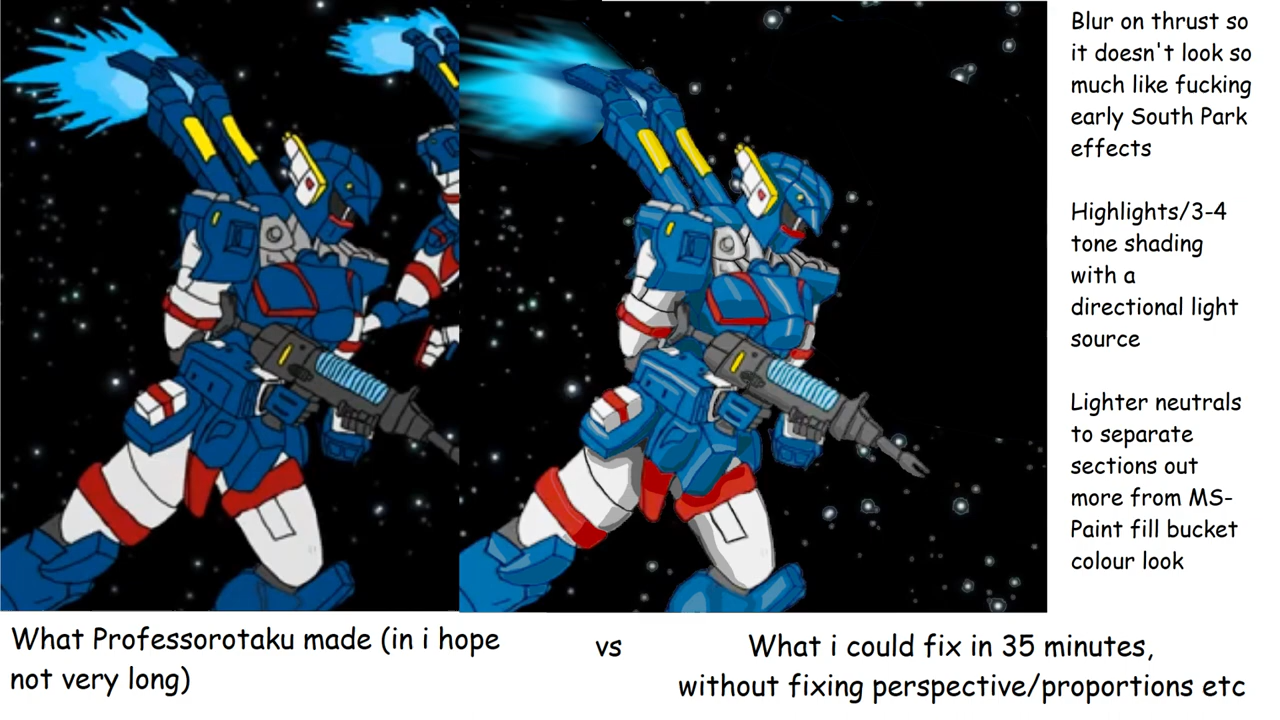 Blur on thrust so
it doesn't look so
much like fucking
early South Park
effects
Highlights/3-4
tone shading
with a
directional light
source
Lighter neutrals
to separate
sections out
more from MS-
Paint fill bucket
colour look
What Professorotaku made (in i hope
not very long)
vs
What i could fix in 35 minutes,
without fixing perspective/proportions etc